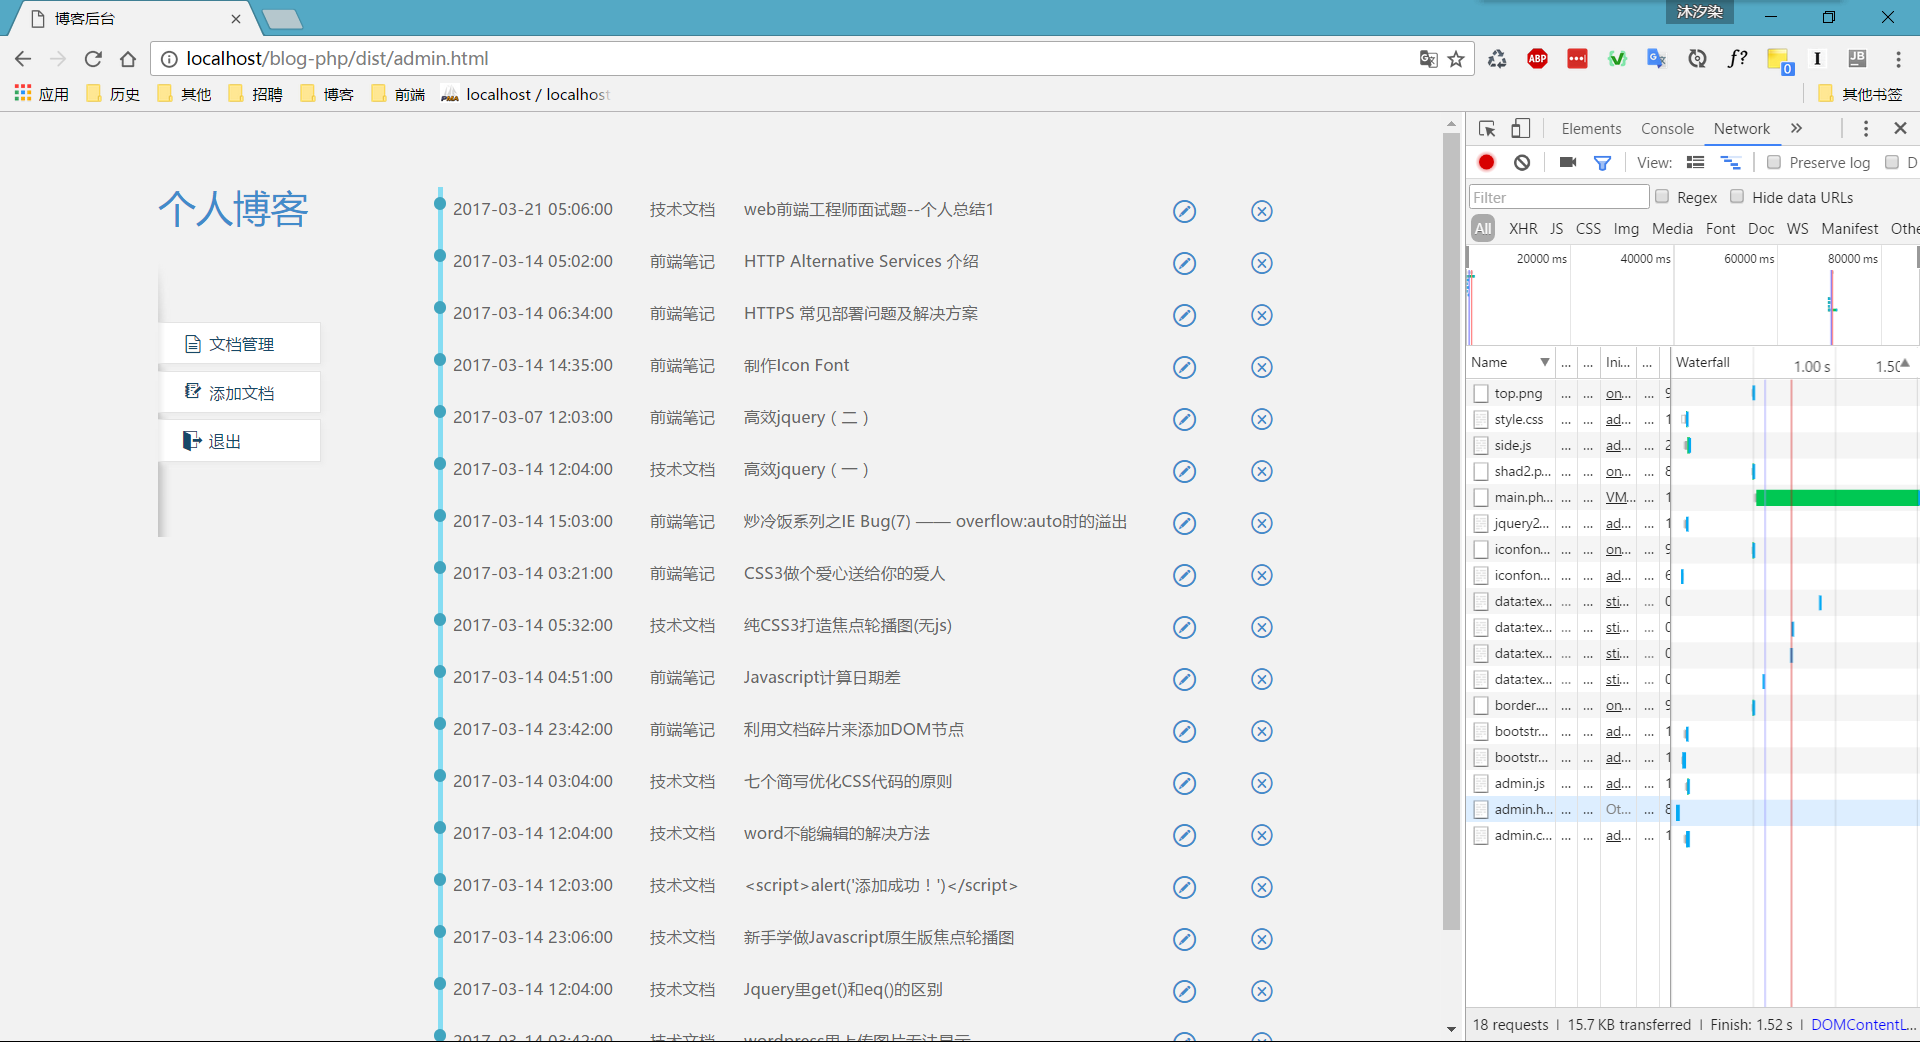 博客后台
沐汐染
localhost/blog-php/dist/admin.html
ABP
f?
0
I
JB
应用 历史 其他 招聘 博客 前端 localhost / localhost 其他书签
个人博客
文档管理
添加文档
退出
2017-03-21 05:06:00 技术文档 web前端工程师面试题--个人总结1
2017-03-14 05:02:00 前端笔记 HTTP Alternative Services 介绍
2017-03-14 06:34:00 前端笔记 HTTPS 常见部署问题及解决方案
2017-03-14 14:35:00 前端笔记 制作Icon Font
2017-03-07 12:03:00 前端笔记 高效jquery（二）
2017-03-14 12:04:00 技术文档 高效jquery（一）
2017-03-14 15:03:00 前端笔记 炒冷饭系列之IE Bug(7) —— overflow:auto时的溢出
2017-03-14 03:21:00 前端笔记 CSS3做个爱心送给你的爱人
2017-03-14 05:32:00 技术文档 纯CSS3打造焦点轮播图(无js)
2017-03-14 04:51:00 前端笔记 Javascript计算日期差
2017-03-14 23:42:00 前端笔记 利用文档碎片来添加DOM节点
2017-03-14 03:04:00 技术文档 七个简写优化CSS代码的原则
2017-03-14 12:04:00 技术文档 word不能编辑的解决方法
2017-03-14 12:03:00 技术文档 <script>alert('添加成功！')</script>
2017-03-14 23:06:00 技术文档 新手学做Javascript原生版焦点轮播图
2017-03-14 12:04:00 技术文档 Jquery里get()和eq()的区别
2017-03-14 03:42:00 技术文档 wordpress里上传图片无法显示
Elements Console Network »
View: Preserve log D
Filter Regex Hide data URLs
All XHR JS CSS Img Media Font Doc WS Manifest Othe
20000 ms 40000 ms 60000 ms 80000 ms
Name ... ... Ini... ... Waterfall 1.00 s 1.50
top.png ... ... on... ... 9
style.css ... ... ad... ... 1
side.js ... ... ad... ... 2
shad2.p... ... ... on... ... 8
main.ph... ... ... VM... ... 1
jquery2... ... ... ad... ... 1
iconfon... ... ... on... ... 9
iconfon... ... ... ad... ... 6
data:tex... ... ... sti... ... 0
data:tex... ... ... sti... ... 0
data:tex... ... ... sti... ... 0
data:tex... ... ... sti... ... 0
border.... ... ... on... ... 9
bootstr... ... ... ad... ... 1
bootstr... ... ... ad... ... 1
admin.js ... ... ad... ... 1
admin.h... ... ... Ot... ... 8
admin.c... ... ... ad... ... 1
18 requests | 15.7 KB transferred | Finish: 1.52 s | DOMContentL...